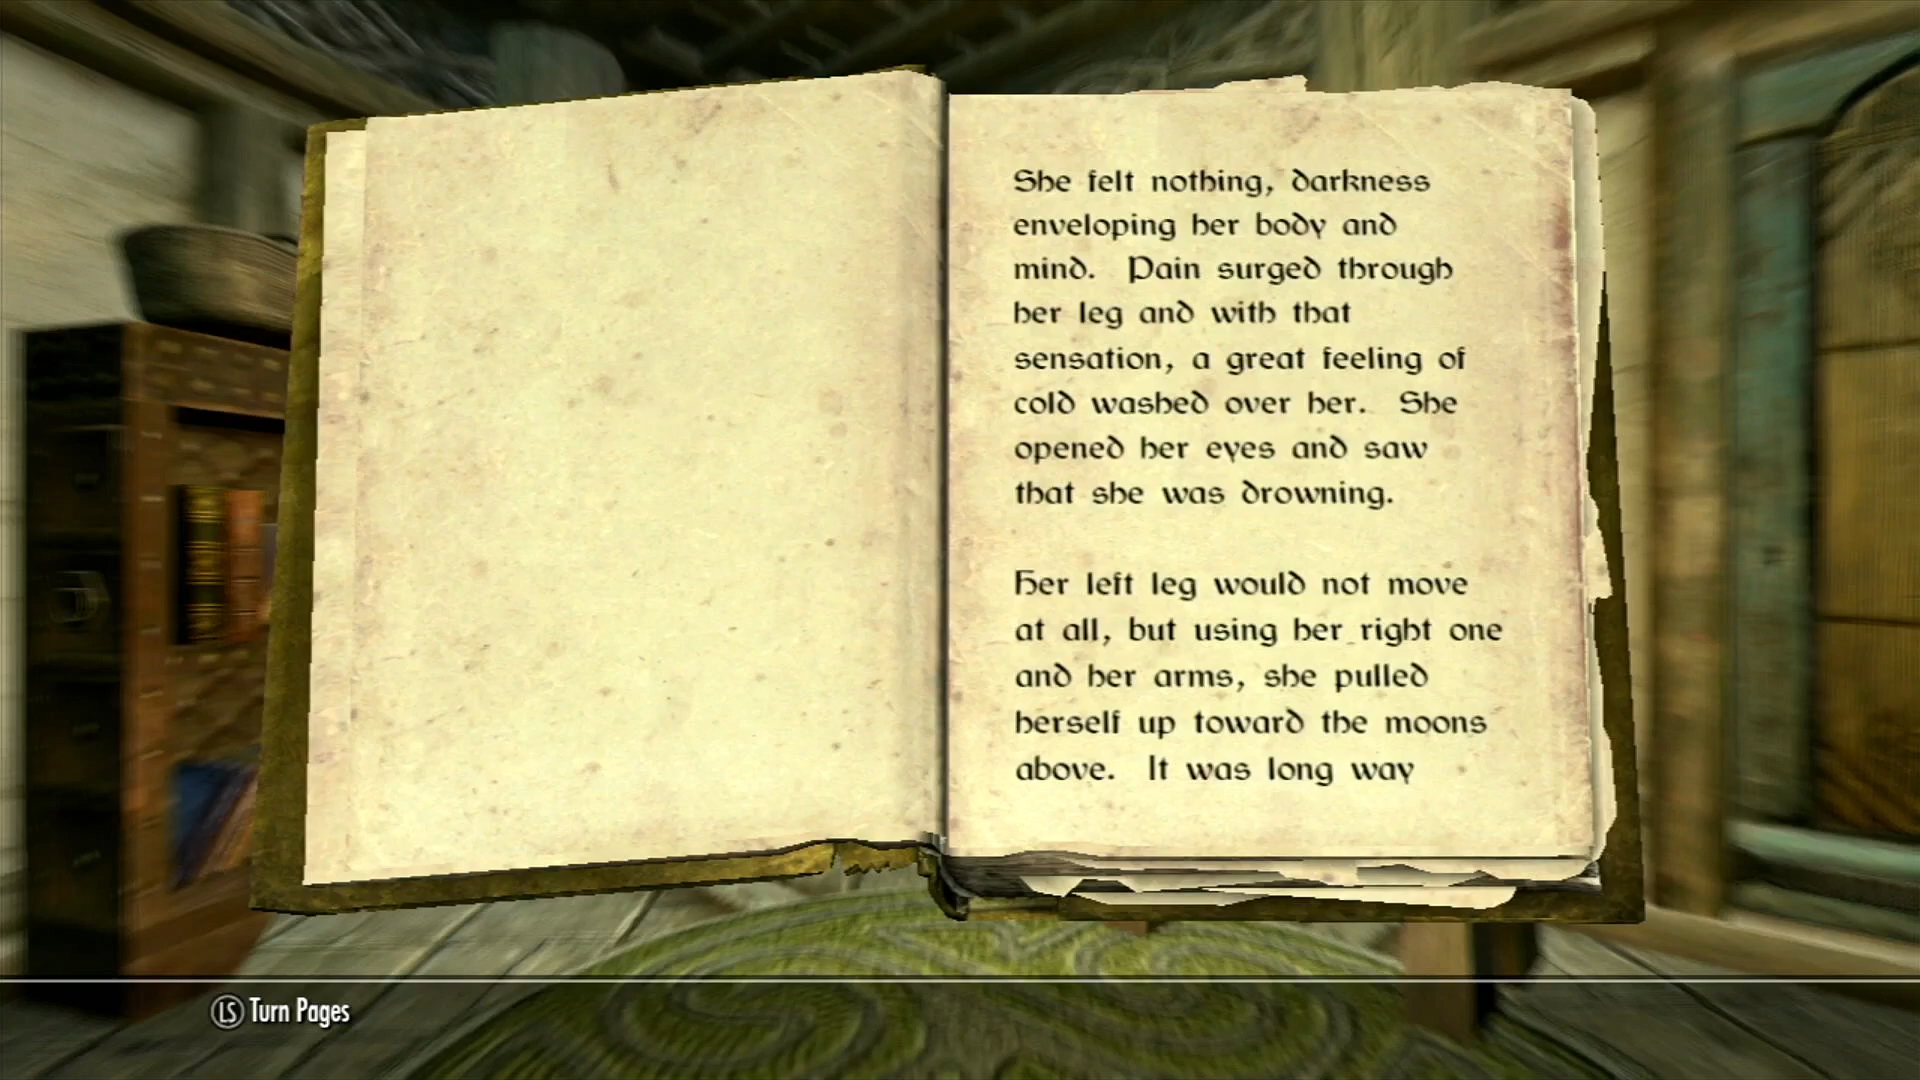 She felt nothing, darkness
enveloping her body and
mind. Pain surged through
her leg and with that
sensation, a great feeling of
cold washed over her. She
opened her eyes and saw
that she was drowning.
Her left leg would not move
at all, but using her right one
and her arms, she pulled
herself up toward the moons
above. It was long way
LS Turn Pages